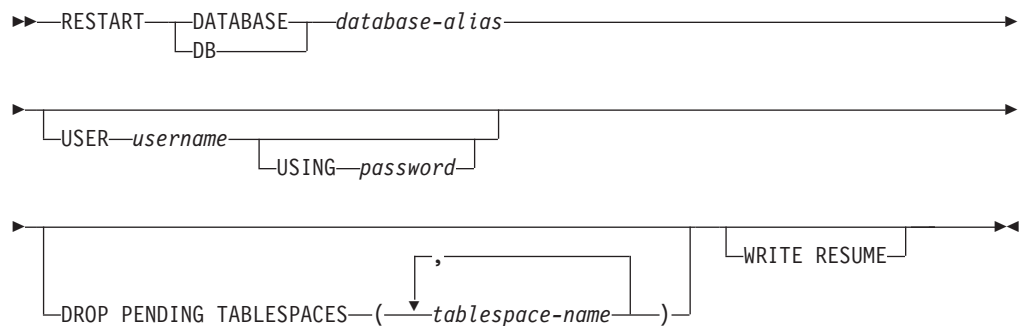 RESTART DATABASE database-alias
DB
USER username
USING password
WRITE RESUME
,
DROP PENDING TABLESPACES ( tablespace-name )